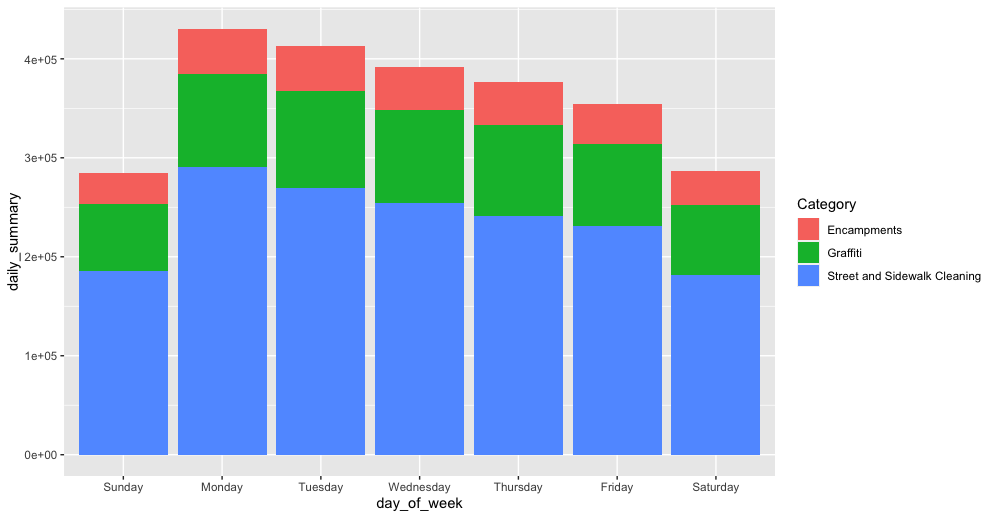 daily_summary
4e+05
3e+05
2e+05
1e+05
0e+00
Sunday Monday Tuesday Wednesday Thursday Friday Saturday
day_of_week
Category
Encampments
Graffiti
Street and Sidewalk Cleaning